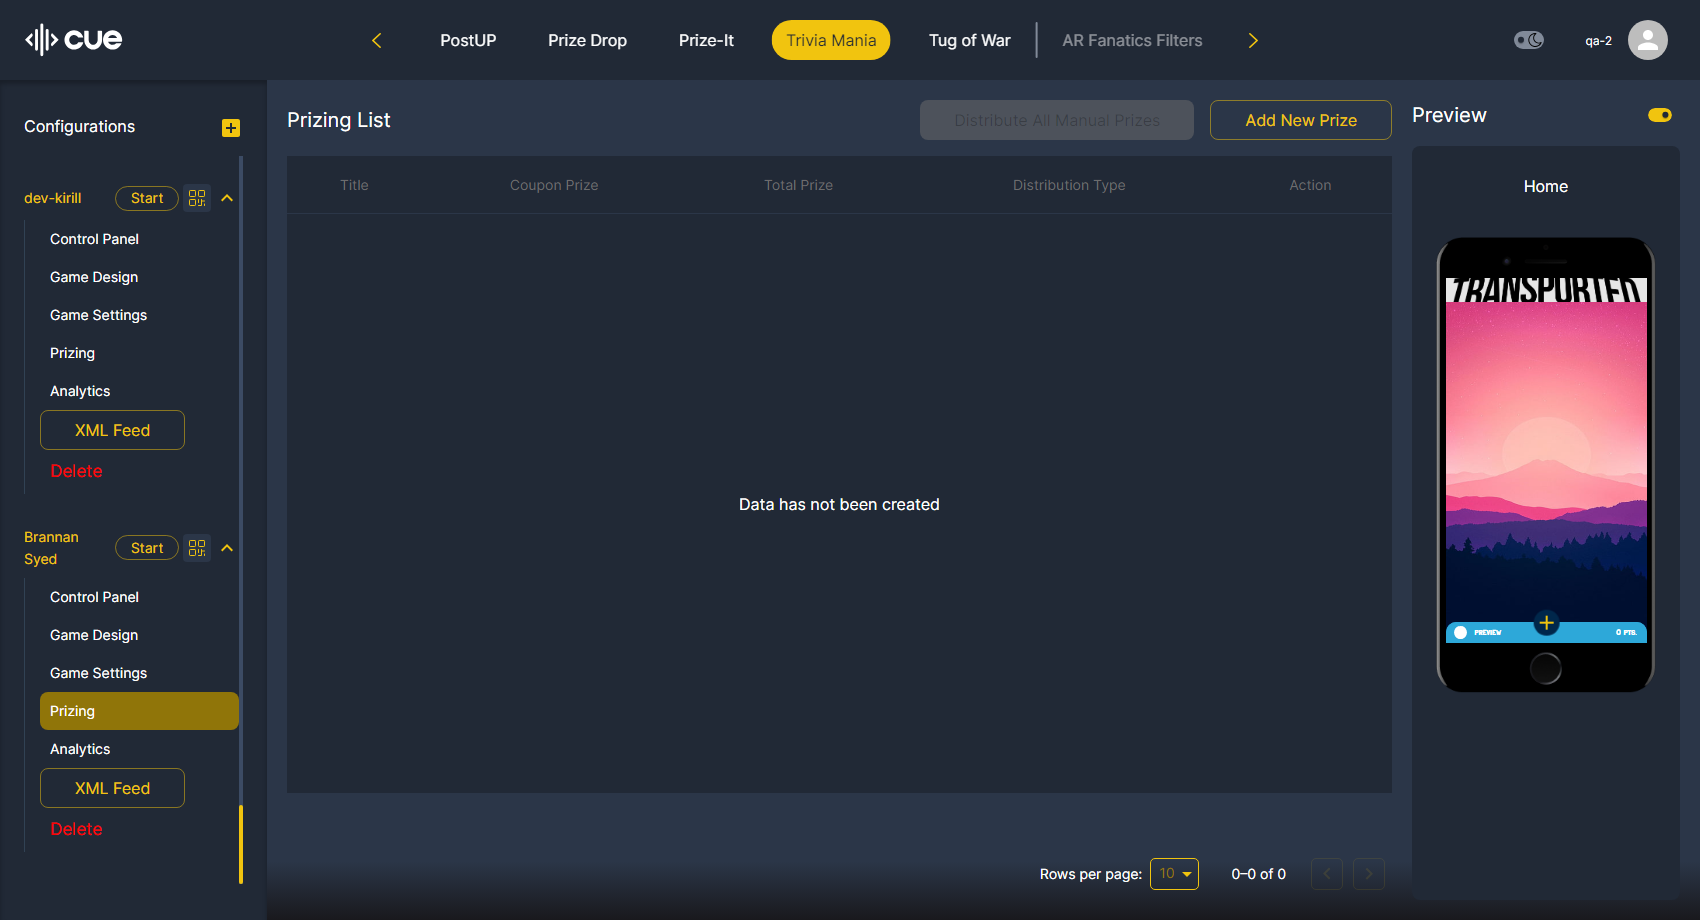 cue
PostUP
Prize Drop
Prize-It
Trivia Mania
Tug of War
AR Fanatics Filters
qa-2
Configurations
dev-kirill
Start
Control Panel
Game Design
Game Settings
Prizing
Analytics
XML Feed
Delete
Brannan
Syed
Start
Control Panel
Game Design
Game Settings
Prizing
Analytics
XML Feed
Delete
Prizing List
Distribute All Manual Prizes
Add New Prize
Title
Coupon Prize
Total Prize
Distribution Type
Action
Data has not been created
Rows per page:
10
0–0 of 0
Preview
Home
TRANSPORTED
PREVIEW
0 PTS.